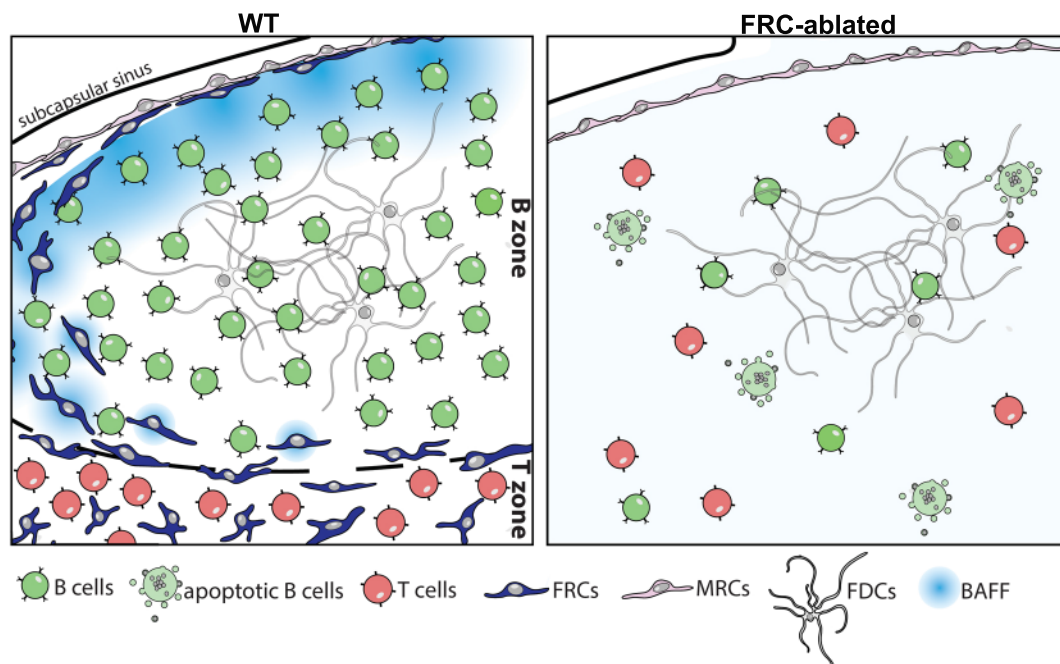 WT
FRC-ablated
subcapsular sinus
B zone
T zone
B cells
apoptotic B cells
T cells
FRCs
MRCs
FDCs
BAFF